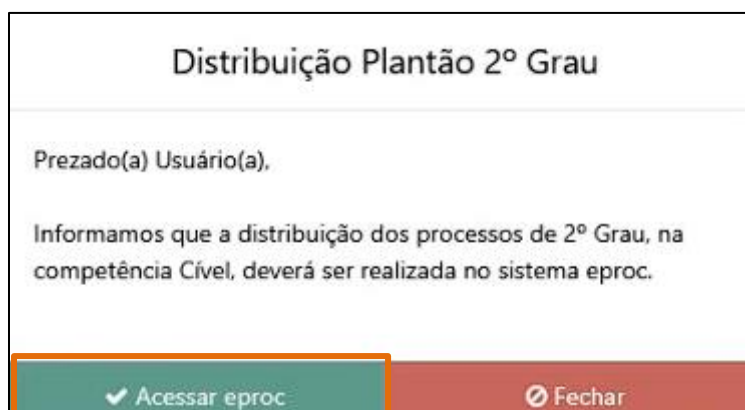 Distribuição Plantão 2º Grau
Prezado(a) Usuário(a),
Informamos que a distribuição dos processos de 2º Grau, na
competência Cível, deverá ser realizada no sistema eproc.
Acessar eproc
Fechar